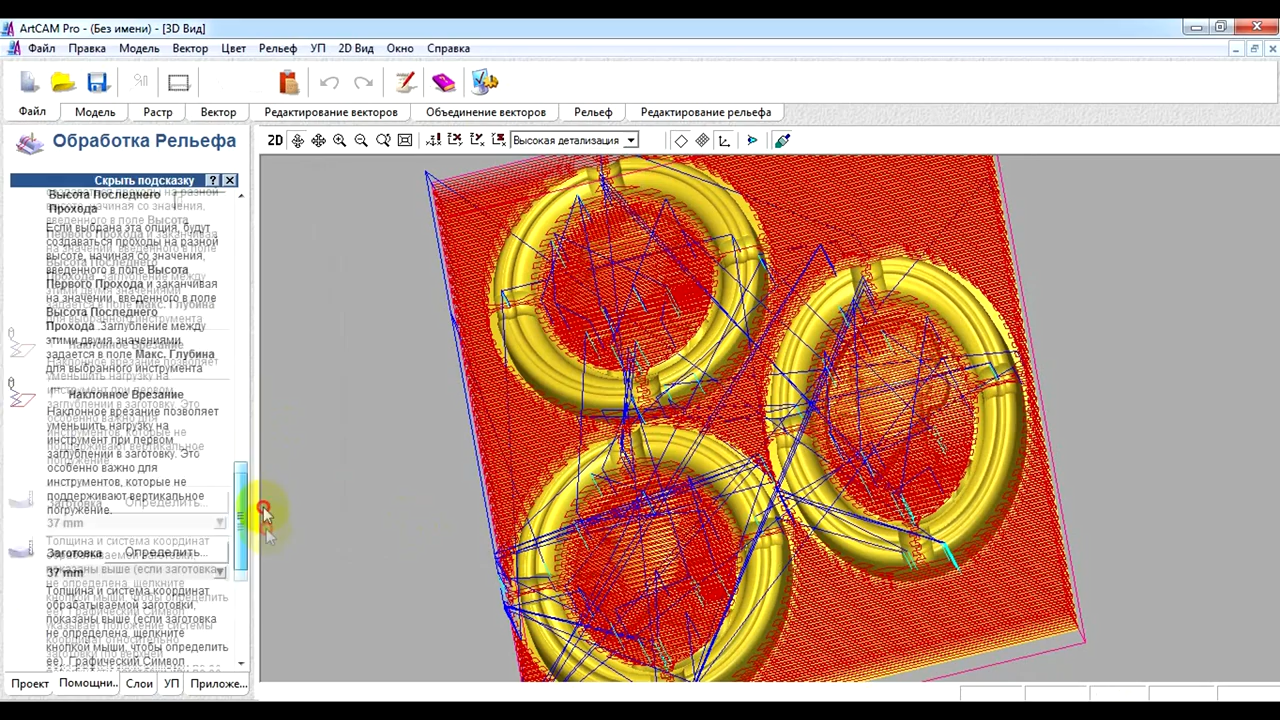 ArtCAM Pro - (Без имени) - [3D Вид]
Файл Правка Модель Вектор Цвет Рельеф УП 2D Вид Окно Справка
Файл Модель Растр Вектор Редактирование векторов Объединение векторов Рельеф Редактирование рельефа
Обработка Рельефа
2D
Высокая детализация
Скрыть подсказку ?
Высота Последнего
Прохода
Если выбрана эта опция, будут
создаваться проходы на разной
высоте, начиная со значения,
введенного в поле Высота
Первого Прохода и заканчивая
на значении, введенного в поле
Высота Последнего
Прохода .Заглубление между
этими двумя значениями
задается в поле Макс. Глубина
для выбранного инструмента
Наклонное Врезание
Наклонное врезание позволяет
уменьшить нагрузку на
инструмент при первом
заглублении в заготовку. Это
особенно важно для
инструментов, которые не
поддерживают вертикальное
погружение.
37 mm
Заготовка Определить...
37 mm
Толщина и система координат
обрабатываемой заготовки,
показаны выше (если заготовка
не определена, щелкните
кнопкой мыши, чтобы определить
ее). Графический Символ
Проект Помощни... Слои УП Приложе...